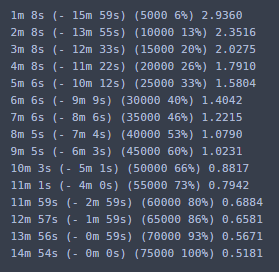 1m 8s (- 15m 59s) (5000 6%) 2.9360
2m 8s (- 13m 55s) (10000 13%) 2.3516
3m 8s (- 12m 33s) (15000 20%) 2.0275
4m 8s (- 11m 22s) (20000 26%) 1.7910
5m 6s (- 10m 12s) (25000 33%) 1.5804
6m 6s (- 9m 9s) (30000 40%) 1.4042
7m 6s (- 8m 6s) (35000 46%) 1.2215
8m 5s (- 7m 4s) (40000 53%) 1.0790
9m 5s (- 6m 3s) (45000 60%) 1.0231
10m 3s (- 5m 1s) (50000 66%) 0.8817
11m 1s (- 4m 0s) (55000 73%) 0.7942
11m 59s (- 2m 59s) (60000 80%) 0.6884
12m 57s (- 1m 59s) (65000 86%) 0.6581
13m 56s (- 0m 59s) (70000 93%) 0.5671
14m 54s (- 0m 0s) (75000 100%) 0.5181